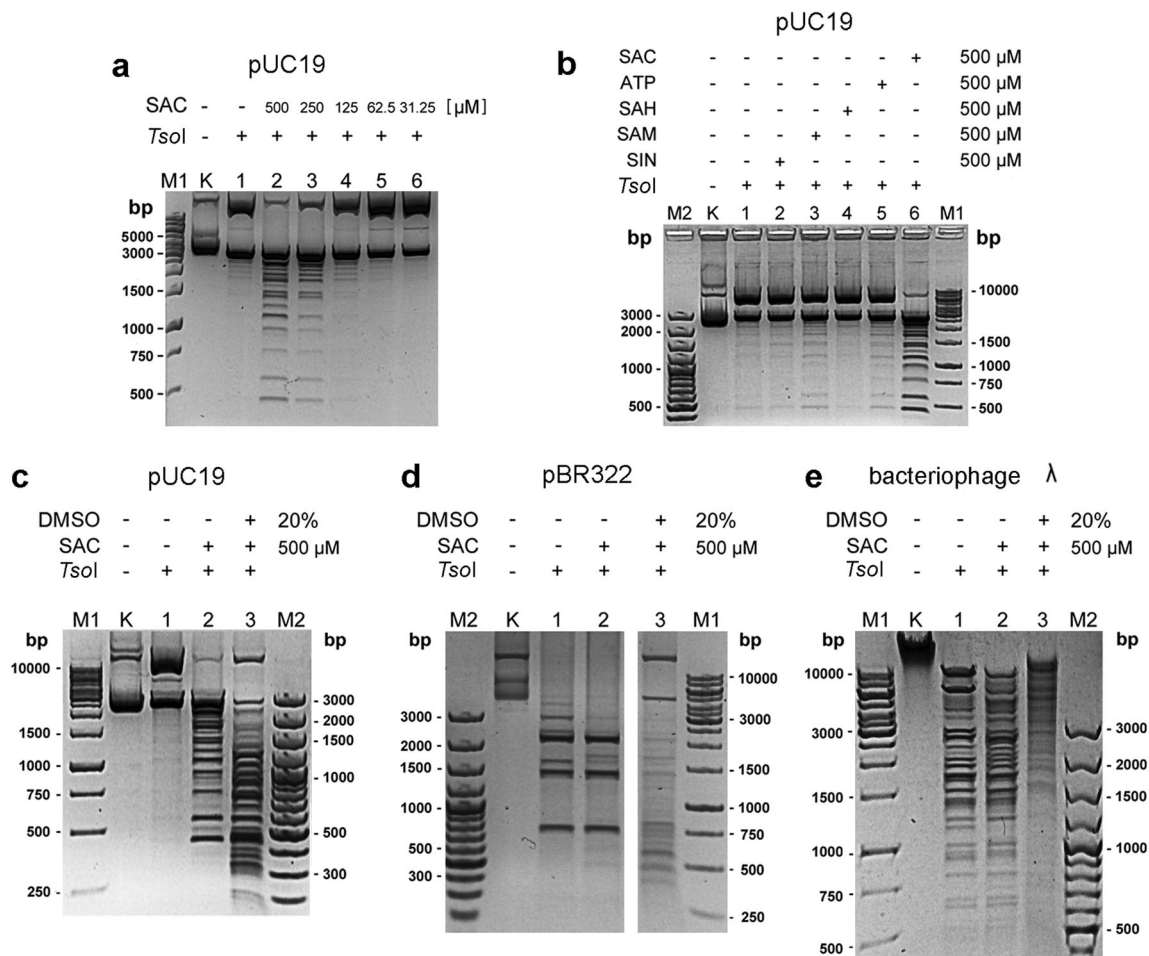 a pUC19
SAC - - 500 250 125 62.5 31.25 [µM]
TsoI - + + + + + +
M1 K 1 2 3 4 5 6
bp
5000 -
3000 -
1500 -
1000 -
750 -
500 -
b pUC19
SAC - - - - - - + 500 µM
ATP - - - - - + - 500 µM
SAH - - - - + - - 500 µM
SAM - - - + - - - 500 µM
SIN - - + - - - - 500 µM
TsoI - + + + + + +
M2 K 1 2 3 4 5 6 M1
bp bp
3000 -
2000 -
1000 -
500 -
- 10000
- 1500
- 1000
- 750
- 500
c pUC19
DMSO - - - + 20%
SAC - - + + 500 µM
TsoI - + + +
M1 K 1 2 3 M2
bp bp
10000 -
1500 -
1000 -
750 -
500 -
250 -
- 3000
- 2000
- 1500
- 1000
- 500
- 300
d pBR322
DMSO - - - + 20%
SAC - - + + 500 µM
TsoI - + + +
M2 K 1 2 3 M1
bp bp
3000 -
2000 -
1500 -
1000 -
500 -
300 -
- 10000
- 3000
- 1500
- 1000
- 750
- 500
- 250
e bacteriophage λ
DMSO - - - + 20%
SAC - - + + 500 µM
TsoI - + + +
M1 K 1 2 3 M2
bp bp
10000 -
3000 -
1500 -
1000 -
750 -
500 -
- 3000
- 2000
- 1500
- 1000
- 500